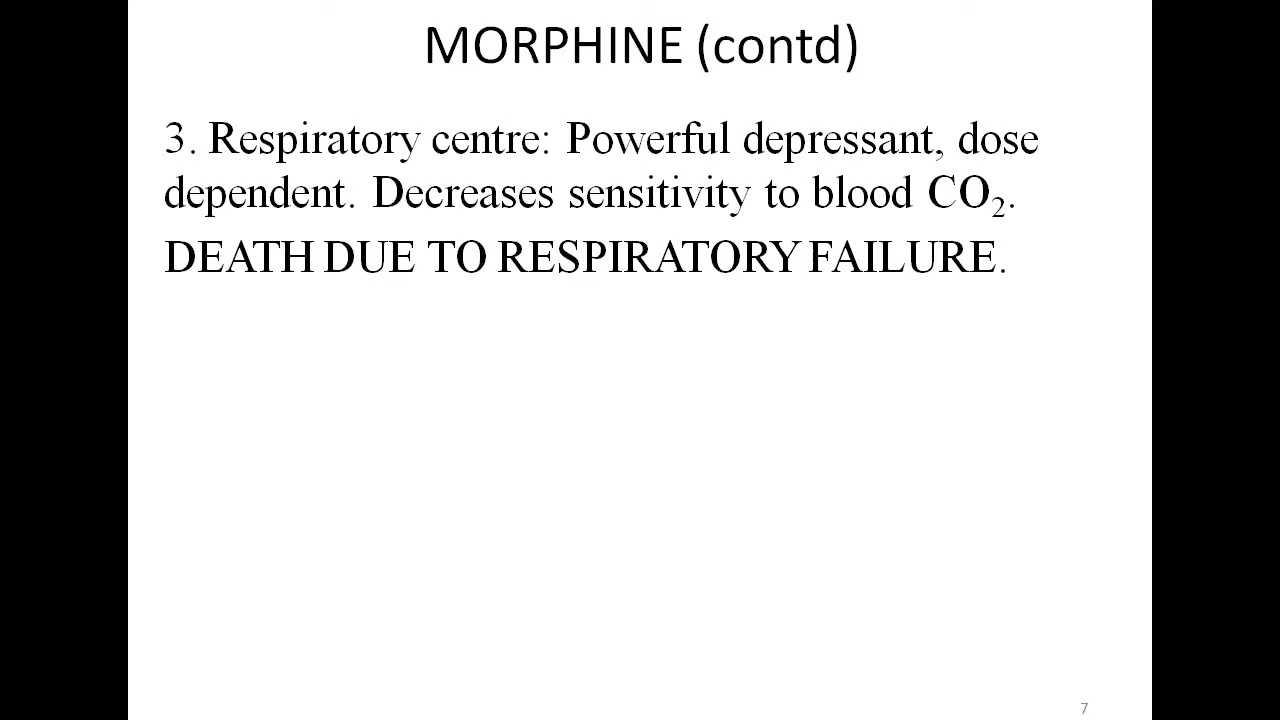 MORPHINE (contd)
3. Respiratory centre: Powerful depressant, dose
dependent. Decreases sensitivity to blood CO₂.
DEATH DUE TO RESPIRATORY FAILURE.
7